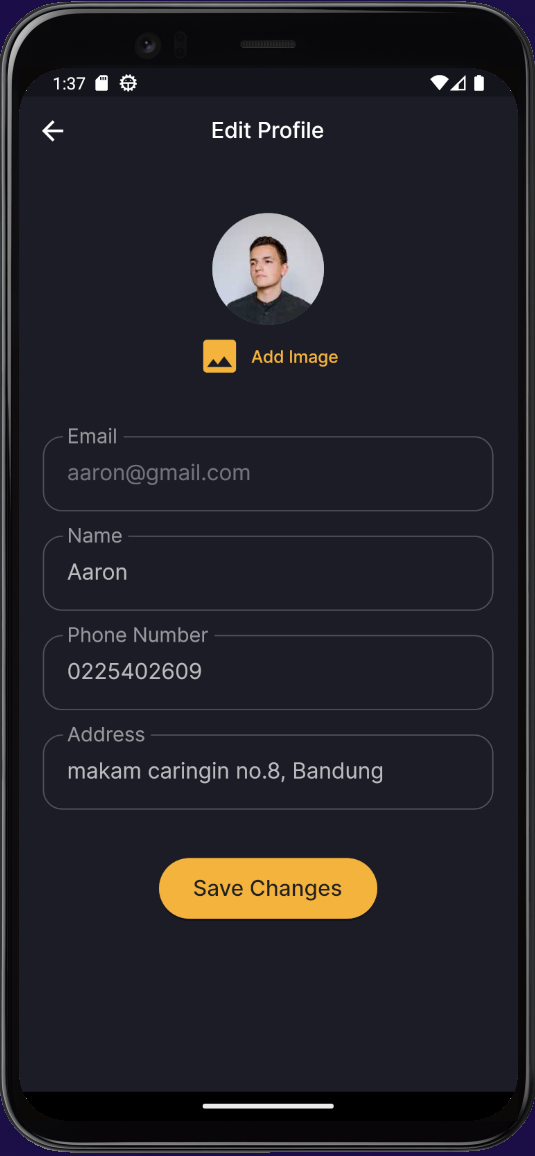 1:37
Edit Profile
Add Image
Email
aaron@gmail.com
Name
Aaron
Phone Number
0225402609
Address
makam caringin no.8, Bandung
Save Changes